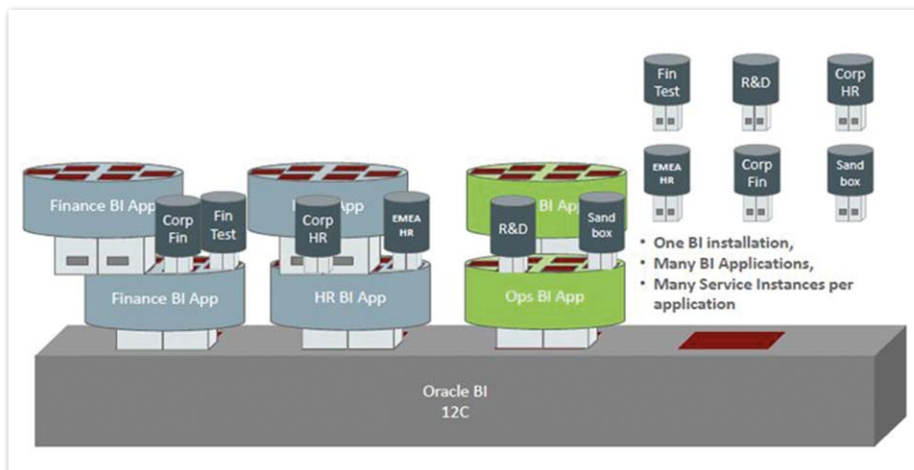 Fin
Test
R&D
Corp
HR
EMEA
HR
Corp
Fin
Sand
box
Finance BI App
App
BI App
Corp
Fin
Fin
Test
Corp
HR
EMEA
HR
R&D
Sand
box
Finance BI App
HR BI App
Ops BI App
• One BI installation,
• Many BI Applications,
• Many Service Instances per
application
Oracle BI
12C